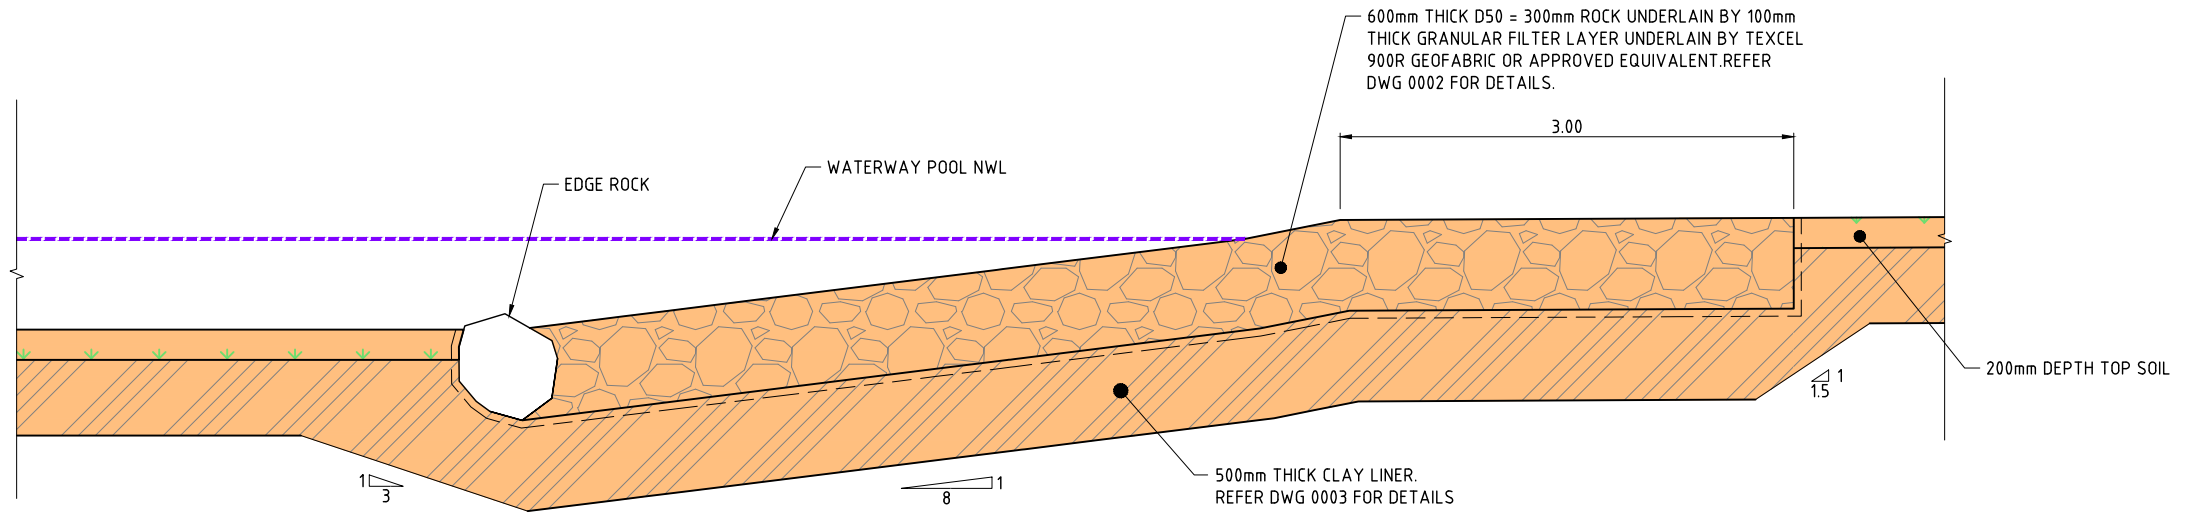 600mm THICK D50 = 300mm ROCK UNDERLAIN BY 100mm
THICK GRANULAR FILTER LAYER UNDERLAIN BY TEXCEL
900R GEOFABRIC OR APPROVED EQUIVALENT.REFER
DWG 0002 FOR DETAILS.
3.00
WATERWAY POOL NWL
EDGE ROCK
200mm DEPTH TOP SOIL
1
1.5
1
3
1
8
500mm THICK CLAY LINER.
REFER DWG 0003 FOR DETAILS